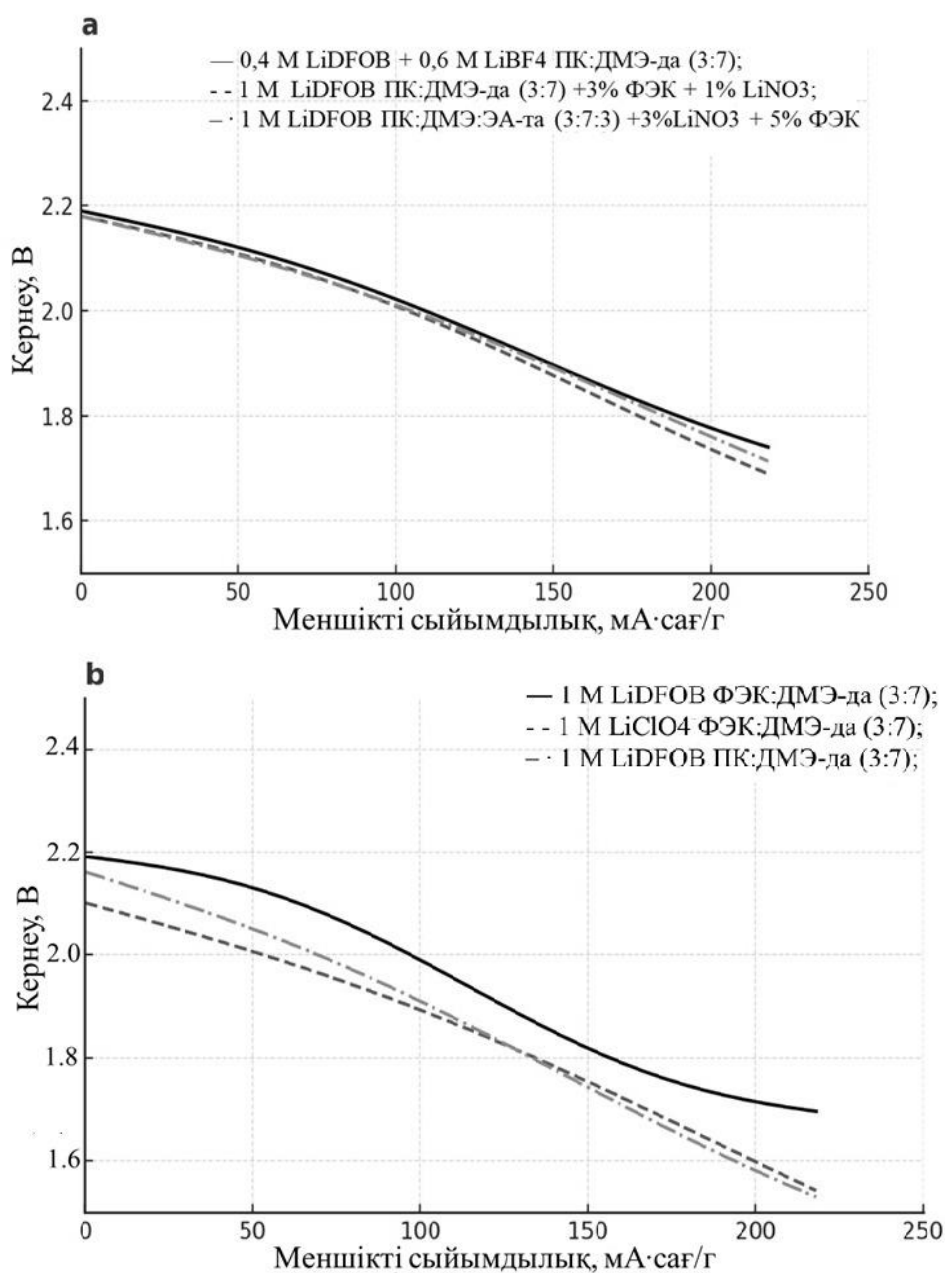 a
— 0,4 M LiDFOB + 0,6 M LiBF4 ПК:ДМЭ-да (3:7);
-- 1 M LiDFOB ПК:ДМЭ-да (3:7) +3% ФЭК + 1% LiNO3;
— · 1 M LiDFOB ПК:ДМЭ:ЭА-та (3:7:3) +3%LiNO3 + 5% ФЭК
Кернеу, В
2.4
2.2
2.0
1.8
1.6
0 50 100 150 200 250
Меншікті сыйымдылық, мА·сағ/г
b
— 1 M LiDFOB ФЭК:ДМЭ-да (3:7);
-- 1 M LiClO4 ФЭК:ДМЭ-да (3:7);
— · 1 M LiDFOB ПК:ДМЭ-да (3:7);
Кернеу, В
2.4
2.2
2.0
1.8
1.6
0 50 100 150 200 250
Меншікті сыйымдылық, мА·сағ/г